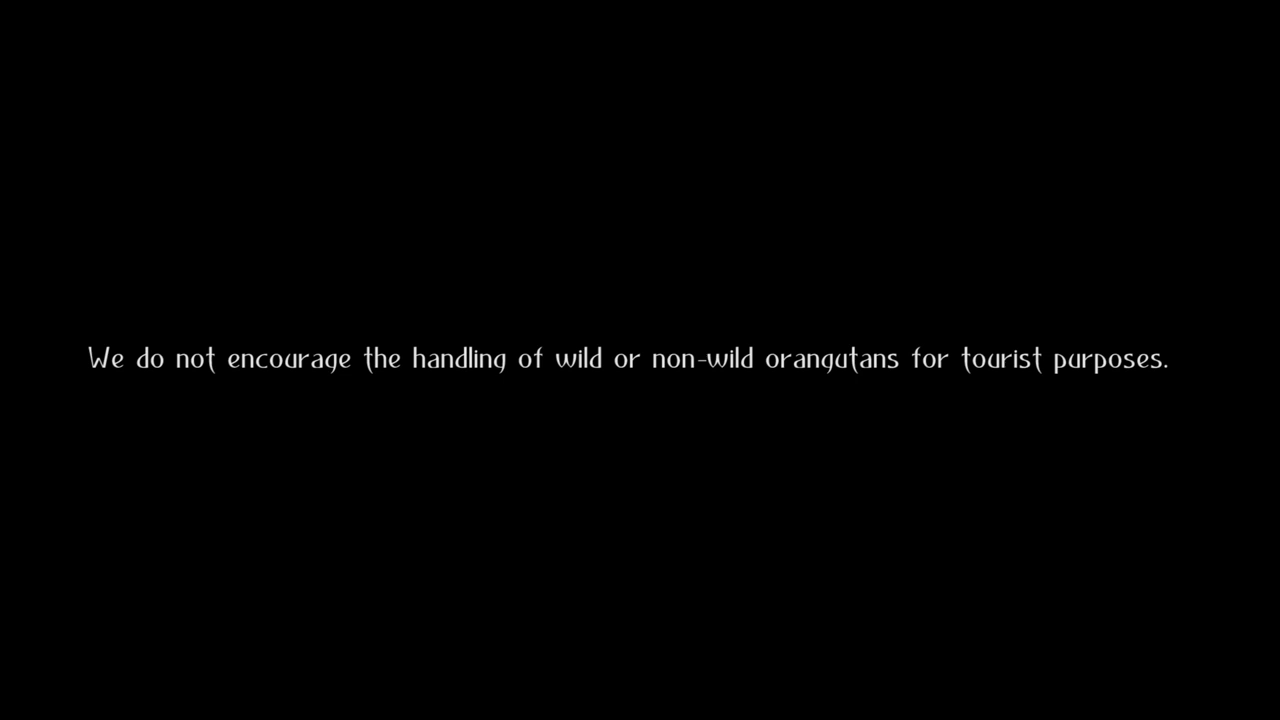 We do not encourage the handling of wild or non-wild orangutans for tourist purposes.